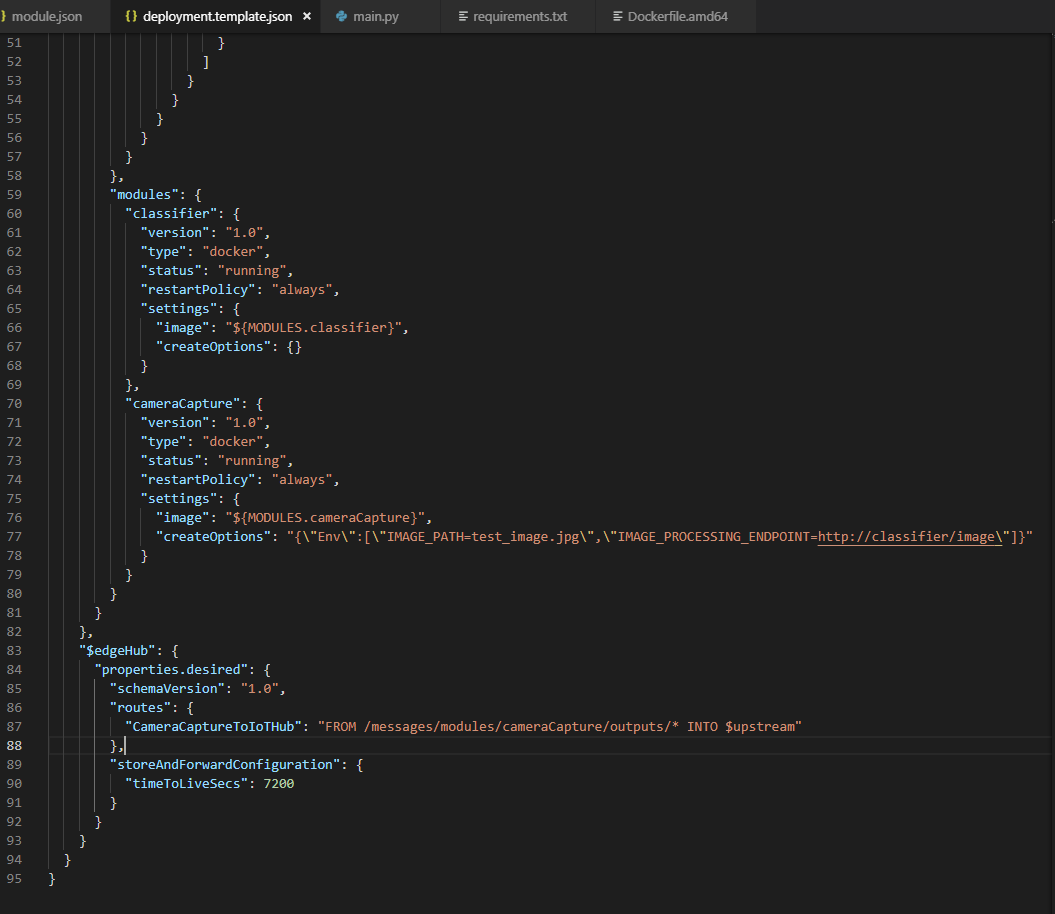 module.json deployment.template.json × main.py requirements.txt Dockerfile.amd64
51 }
52 ]
53 }
54 }
55 }
56 }
57 }
58 },
59 "modules": {
60 "classifier": {
61 "version": "1.0",
62 "type": "docker",
63 "status": "running",
64 "restartPolicy": "always",
65 "settings": {
66 "image": "${MODULES.classifier}",
67 "createOptions": {}
68 }
69 },
70 "cameraCapture": {
71 "version": "1.0",
72 "type": "docker",
73 "status": "running",
74 "restartPolicy": "always",
75 "settings": {
76 "image": "${MODULES.cameraCapture}",
77 "createOptions": "{\"Env\":[\"IMAGE_PATH=test_image.jpg\",\"IMAGE_PROCESSING_ENDPOINT=http://classifier/image\"]}"
78 }
79 }
80 }
81 }
82 },
83 "$edgeHub": {
84 "properties.desired": {
85 "schemaVersion": "1.0",
86 "routes": {
87 "CameraCaptureToIoTHub": "FROM /messages/modules/cameraCapture/outputs/* INTO $upstream"
88 },
89 "storeAndForwardConfiguration": {
90 "timeToLiveSecs": 7200
91 }
92 }
93 }
94 }
95 }